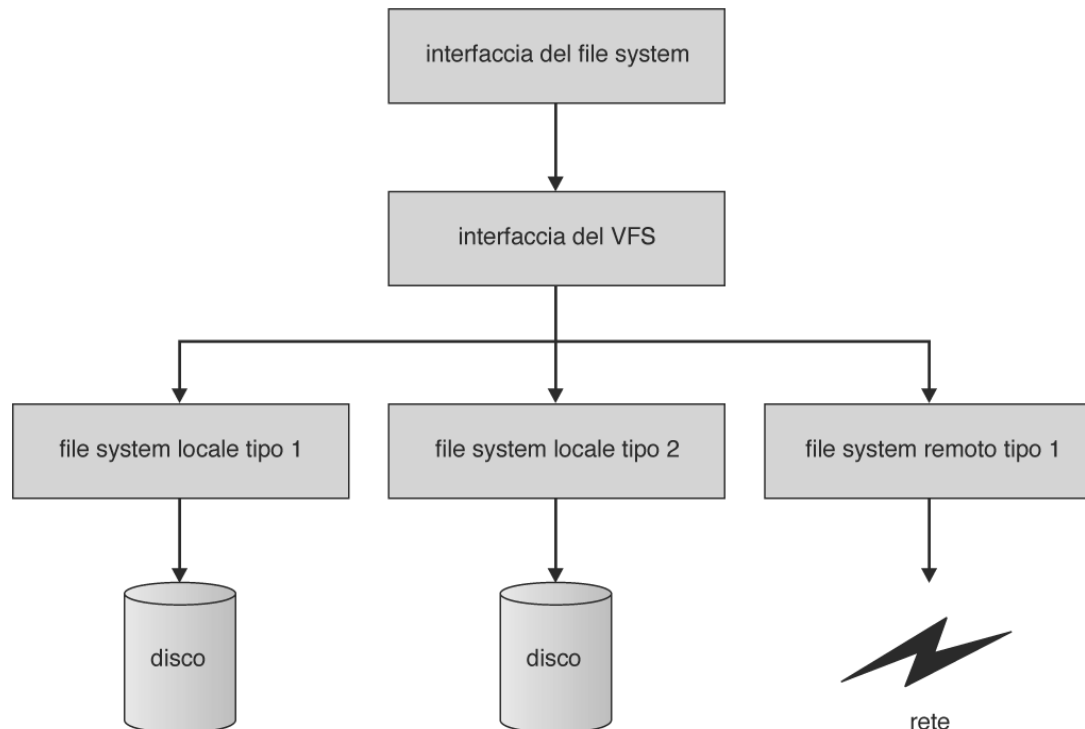 interfaccia del file system
interfaccia del VFS
file system locale tipo 1
file system locale tipo 2
file system remoto tipo 1
disco
disco
rete